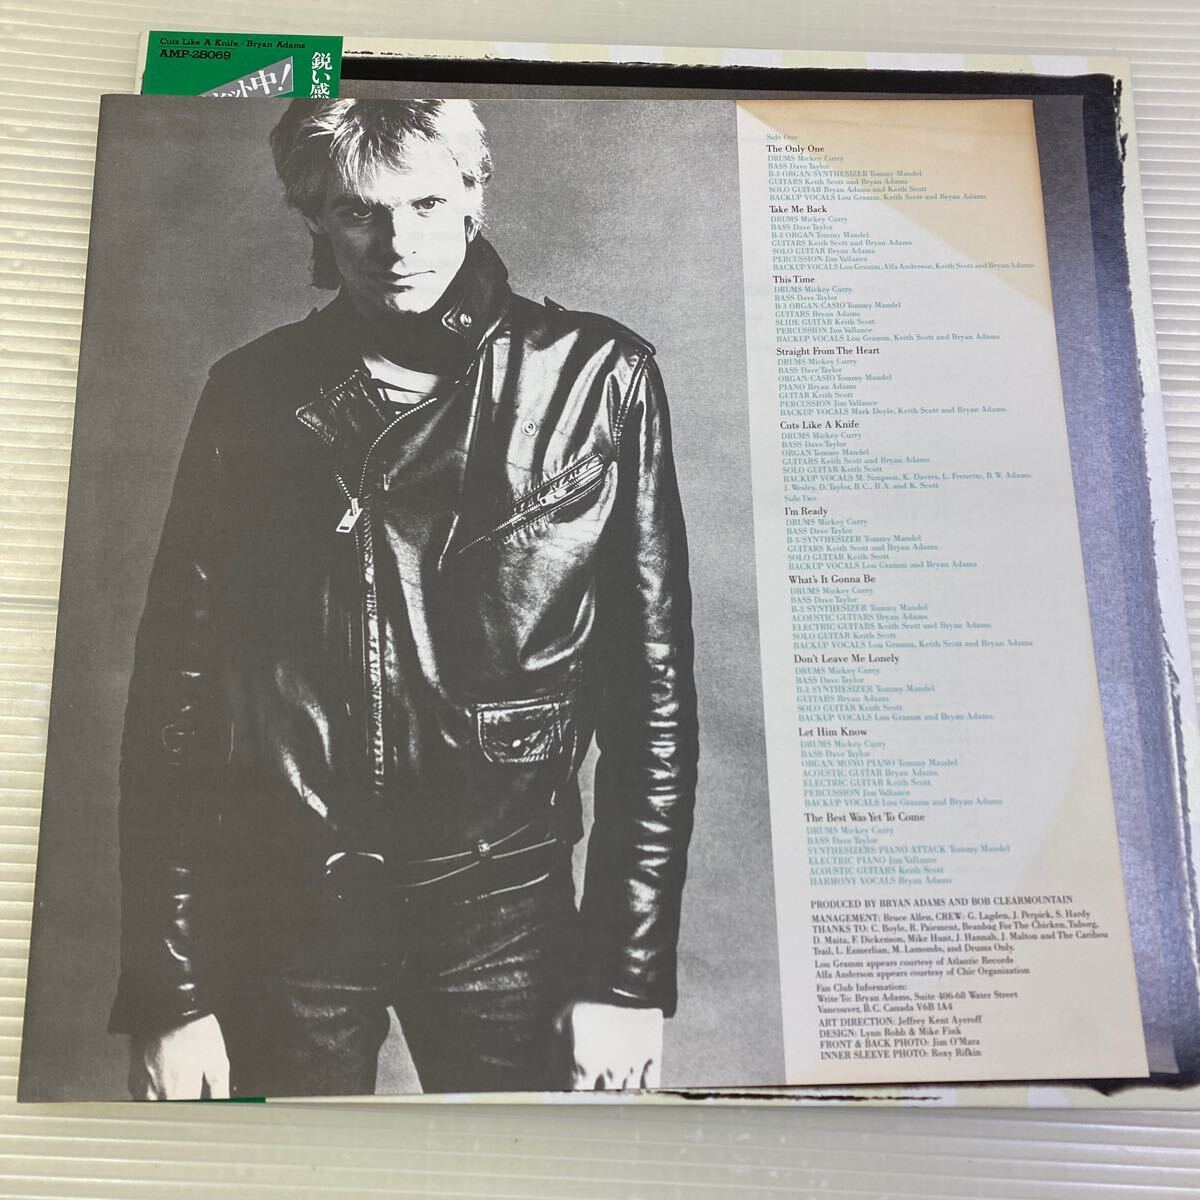 Cuts Like A Knife / Bryan Adams
AMP-28069
ヒット中!
鋭い感
Side One
The Only One
DRUMS Mickey Curry
BASS Dave Taylor
B-3 ORGAN/SYNTHESIZER Tommy Mandel
GUITARS Keith Scott and Bryan Adams
SOLO GUITAR Bryan Adams and Keith Scott
BACKUP VOCALS Lou Gramm, Keith Scott and Bryan Adams
Take Me Back
DRUMS Mickey Curry
BASS Dave Taylor
B-3 ORGAN Tommy Mandel
GUITARS Keith Scott and Bryan Adams
SOLO GUITAR Bryan Adams
PERCUSSION Jim Vallance
BACKUP VOCALS Lou Gramm, Alfa Anderson, Keith Scott and Bryan Adams
This Time
DRUMS Mickey Curry
BASS Dave Taylor
B-3 ORGAN/CASIO Tommy Mandel
GUITARS Bryan Adams
SLIDE GUITAR Keith Scott
PERCUSSION Jim Vallance
BACKUP VOCALS Lou Gramm, Keith Scott and Bryan Adams
Straight From The Heart
DRUMS Mickey Curry
BASS Dave Taylor
ORGAN/CASIO Tommy Mandel
PIANO Bryan Adams
GUITAR Keith Scott
PERCUSSION Jim Vallance
BACKUP VOCALS Mark Doyle, Keith Scott and Bryan Adams
Cuts Like A Knife
DRUMS Mickey Curry
BASS Dave Taylor
ORGAN Tommy Mandel
GUITARS Keith Scott and Bryan Adams
SOLO GUITAR Keith Scott
BACKUP VOCALS M. Simpson, K. Davies, L. Frenette, B.W. Adams,
J. Wesley, D. Taylor, B.C., B.A. and K. Scott
Side Two
I'm Ready
DRUMS Mickey Curry
BASS Dave Taylor
B-3/SYNTHESIZER Tommy Mandel
GUITARS Keith Scott and Bryan Adams
SOLO GUITAR Keith Scott
BACKUP VOCALS Lou Gramm and Bryan Adams
What's It Gonna Be
DRUMS Mickey Curry
BASS Dave Taylor
B-3/SYNTHESIZER Tommy Mandel
ACOUSTIC GUITARS Bryan Adams
ELECTRIC GUITARS Keith Scott and Bryan Adams
SOLO GUITAR Keith Scott
BACKUP VOCALS Lou Gramm, Keith Scott and Bryan Adams
Don't Leave Me Lonely
DRUMS Mickey Curry
BASS Dave Taylor
B-3 SYNTHESIZER Tommy Mandel
GUITARS Bryan Adams
SOLO GUITAR Keith Scott
BACKUP VOCALS Lou Gramm and Bryan Adams
Let Him Know
DRUMS Mickey Curry
BASS Dave Taylor
ORGAN/MONO PIANO Tommy Mandel
ACOUSTIC GUITAR Bryan Adams
ELECTRIC GUITAR Keith Scott
PERCUSSION Jim Vallance
BACKUP VOCALS Lou Gramm and Bryan Adams
The Best Was Yet To Come
DRUMS Mickey Curry
BASS Dave Taylor
SYNTHESIZERS/PIANO ATTACK Tommy Mandel
ELECTRIC PIANO Jim Vallance
ACOUSTIC GUITARS Keith Scott
HARMONY VOCALS Bryan Adams
PRODUCED BY BRYAN ADAMS AND BOB CLEARMOUNTAIN
MANAGEMENT: Bruce Allen, CREW: G. Lagden, J. Perpick, S. Hardy
THANKS TO: C. Boyle, R. Paiement, Beanbag For The Chicken, Tuborg,
D. Maita, F. Dickenson, Mike Hunt, J. Hannah, J. Malton and The Caribou
Trail, L. Eamerlian, M. Lamondo, and Drums Only.
Lou Gramm appears courtesy of Atlantic Records
Alfa Anderson appears courtesy of Chic Organization
Fan Club Information:
Write To: Bryan Adams, Suite 406-68 Water Street
Vancouver, B.C. Canada V6B 1A4
ART DIRECTION: Jeffrey Kent Ayeroff
DESIGN: Lynn Robb & Mike Fink
FRONT & BACK PHOTO: Jim O'Mara
INNER SLEEVE PHOTO: Roxy Rifkin